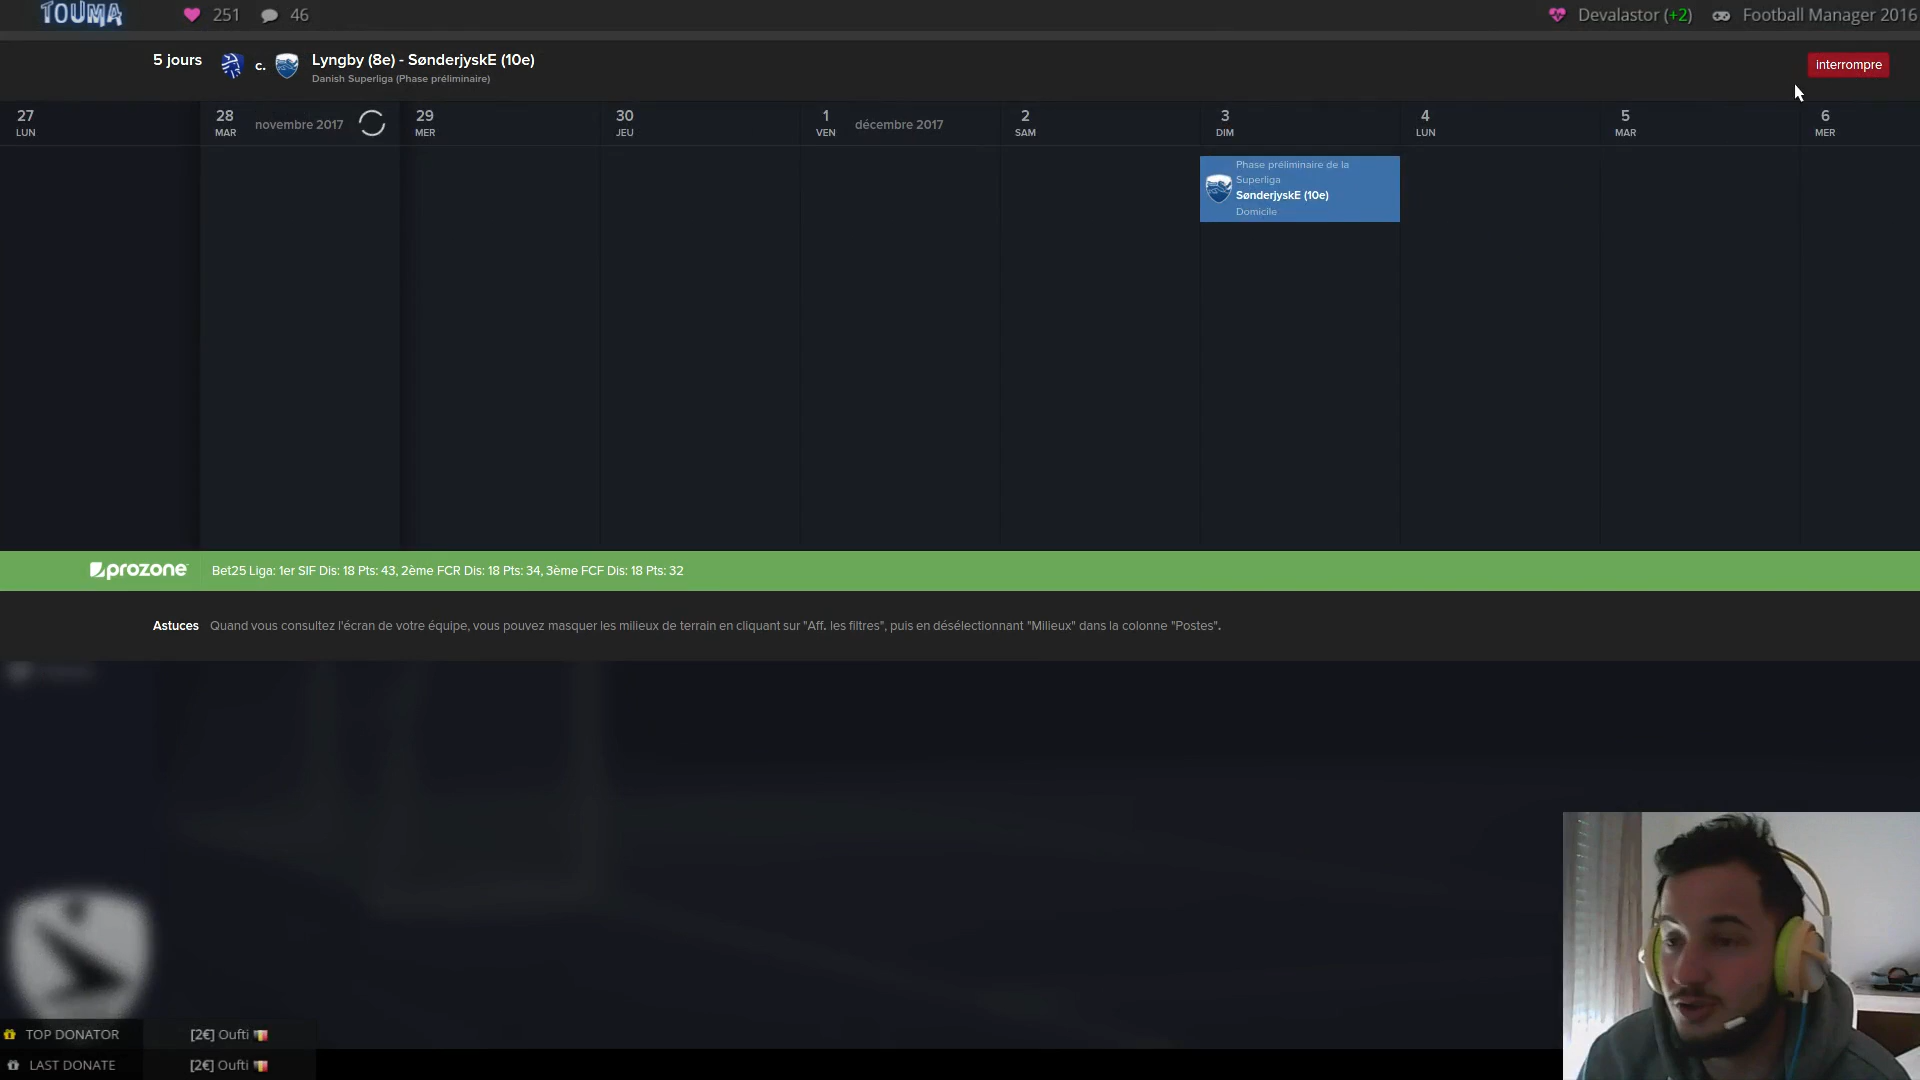 TOUMA 251 46 Devalastor (+2) Football Manager 2016
5 jours c. Lyngby (8e) - SønderjyskE (10e) interrompre
Danish Superliga (Phase préliminaire)
27 28 29 30 1 2 3 4 5 6
LUN MAR novembre 2017 MER JEU VEN décembre 2017 SAM DIM LUN MAR MER
Phase préliminaire de la
Superliga
SønderjyskE (10e)
Domicile
prozone Bet25 Liga: 1er SIF Dis: 18 Pts: 43, 2ème FCR Dis: 18 Pts: 34, 3ème FCF Dis: 18 Pts: 32
Astuces Quand vous consultez l'écran de votre équipe, vous pouvez masquer les milieux de terrain en cliquant sur "Aff. les filtres", puis en désélectionnant "Milieux" dans la colonne "Postes".
TOP DONATOR [2€] Oufti
LAST DONATE [2€] Oufti